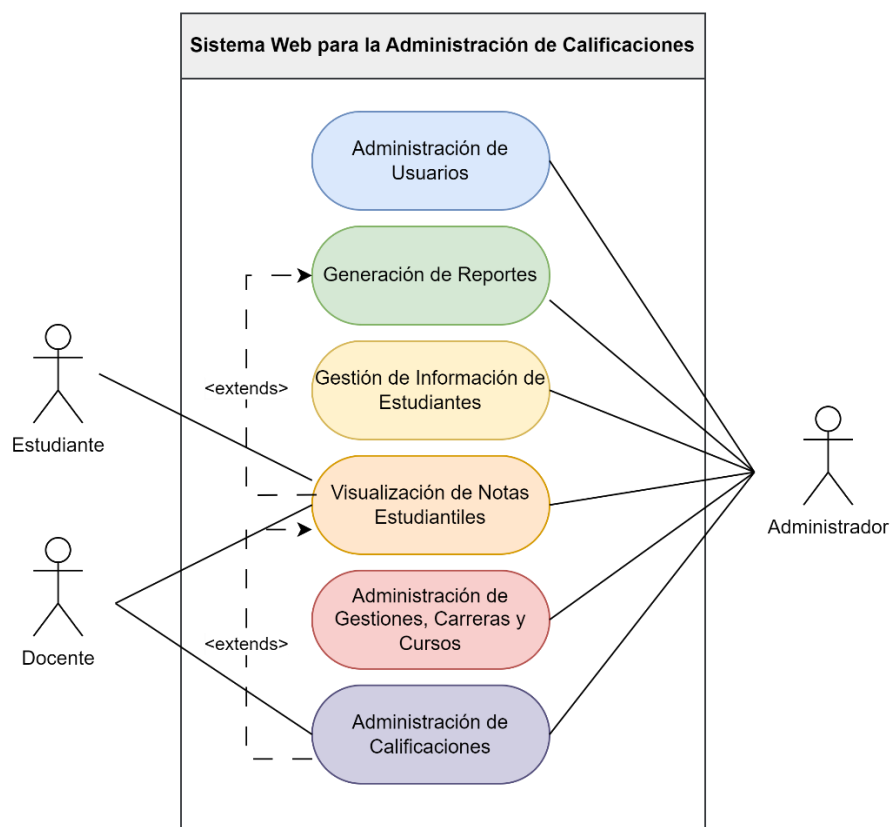 Sistema Web para la Administración de Calificaciones
Administración de
Usuarios
Generación de Reportes
<extends>
Gestión de Información de
Estudiantes
Estudiante
Visualización de Notas
Estudiantiles
Administrador
Administración de
Gestiones, Carreras y
Cursos
<extends>
Docente
Administración de
Calificaciones